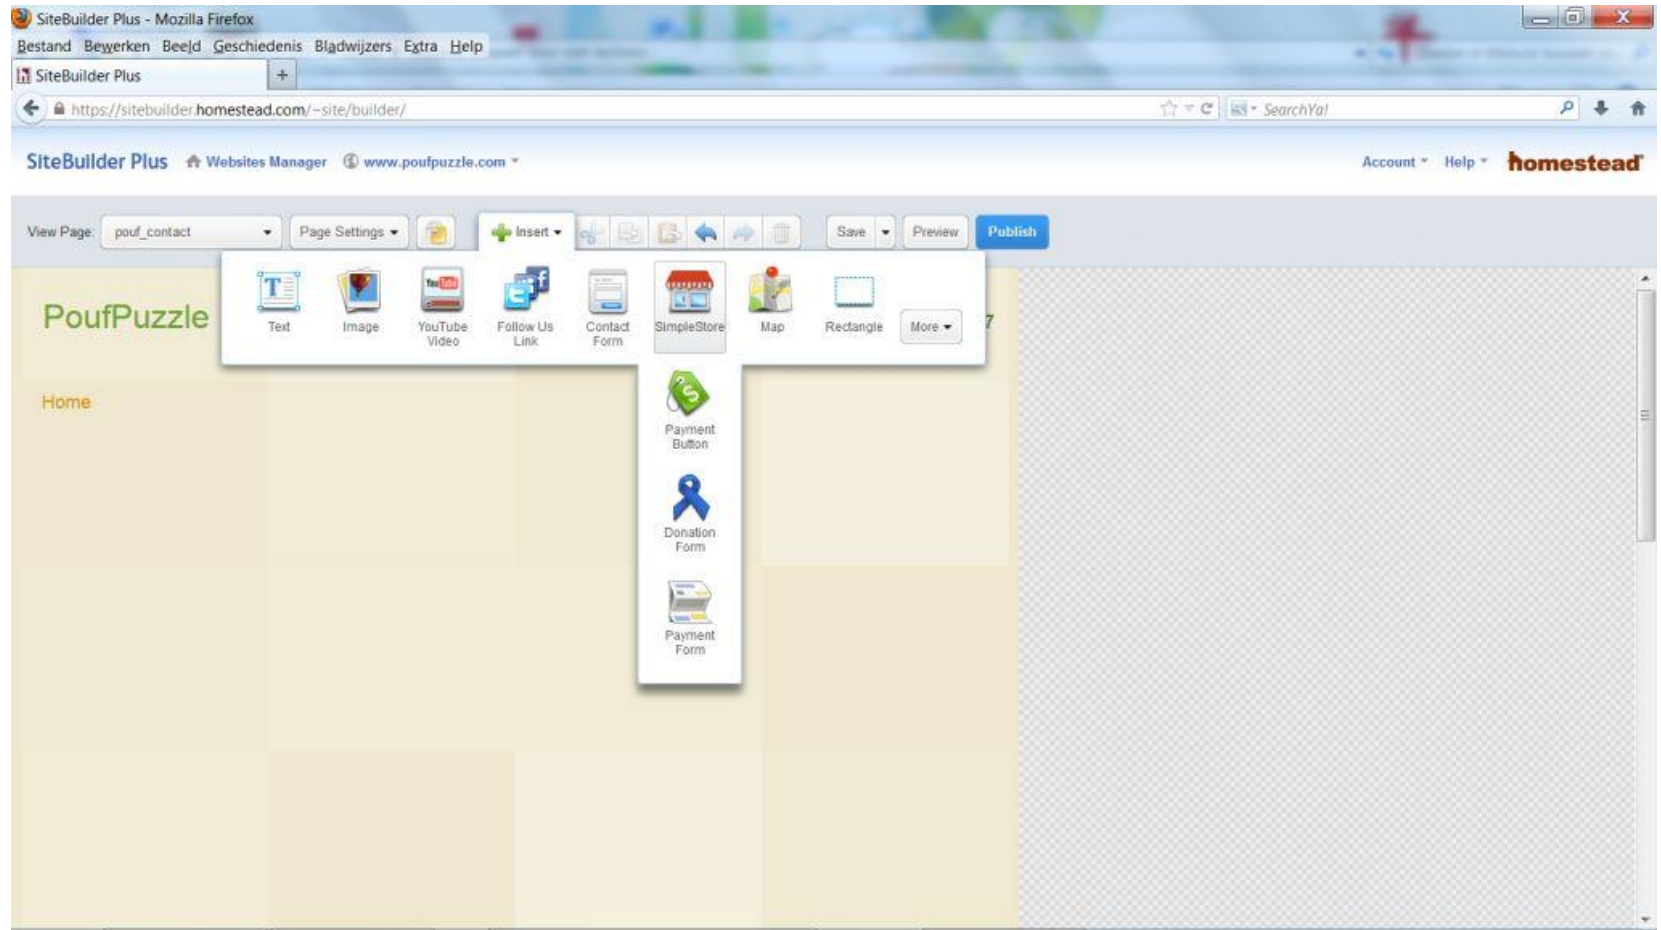 SiteBuilder Plus - Mozilla Firefox
Bestand Bewerken Beeld Geschiedenis Bladwijzers Extra Help
SiteBuilder Plus
https://sitebuilder.homestead.com/~site/builder/ SearchYa!
SiteBuilder Plus Websites Manager www.poufpuzzle.com Account Help homestead
View Page: pouf_contact Page Settings Insert Save Preview Publish
PoufPuzzle
Text Image YouTube Video Follow Us Link Contact Form SimpleStore Map Rectangle More
7
Home
Payment
Button
Donation
Form
Payment
Form